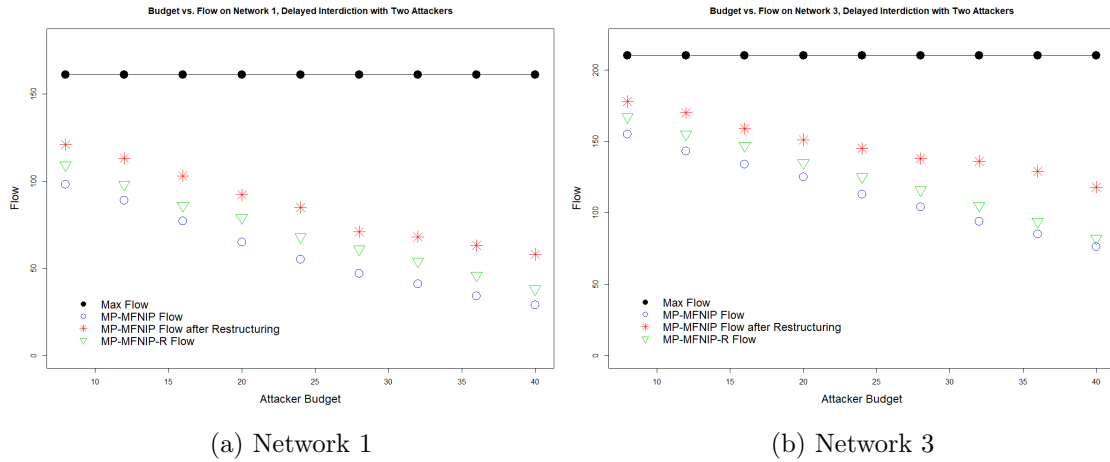 Budget vs. Flow on Network 1, Delayed Interdiction with Two Attackers
150
100
50
0
Flow
Max Flow
MP-MFNIP Flow
MP-MFNIP Flow after Restructuring
MP-MFNIP-R Flow
10 15 20 25 30 35 40
Attacker Budget
(a) Network 1
Budget vs. Flow on Network 3, Delayed Interdiction with Two Attackers
200
150
100
50
0
Flow
Max Flow
MP-MFNIP Flow
MP-MFNIP Flow after Restructuring
MP-MFNIP-R Flow
10 15 20 25 30 35 40
Attacker Budget
(b) Network 3